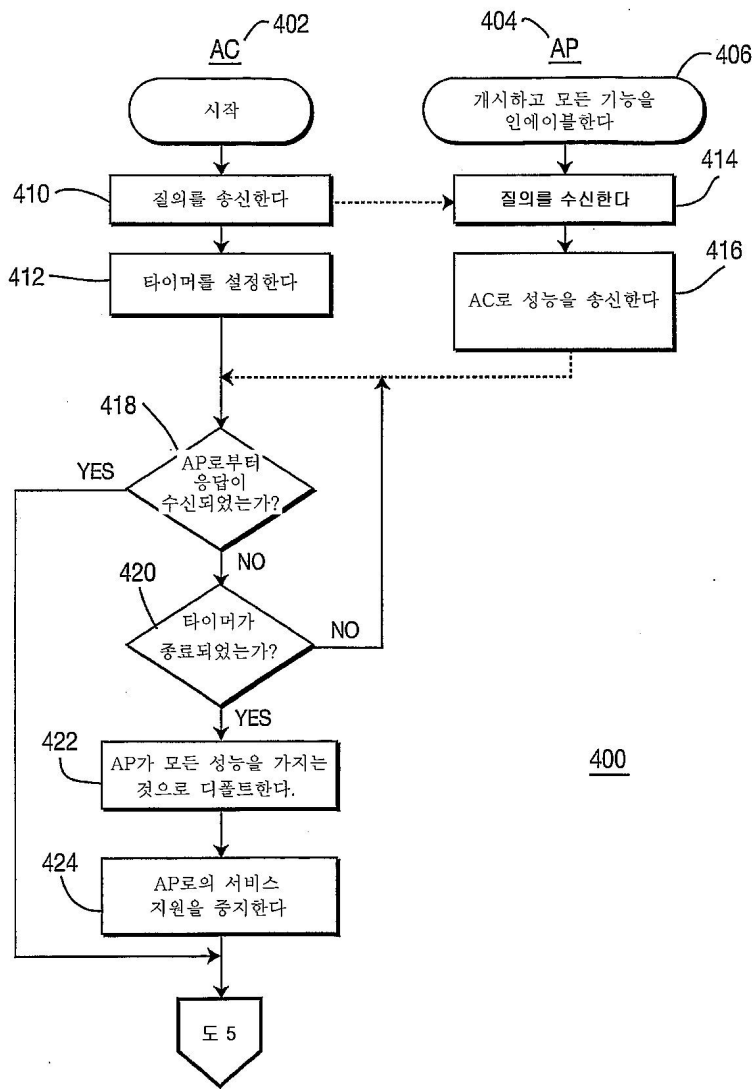 402
AC
404
AP
406
시작
개시하고 모든 기능을
인에이블한다
410
질의를 송신한다
414
질의를 수신한다
412
타이머를 설정한다
416
AC로 성능을 송신한다
418
YES
AP로부터
응답이
수신되었는가?
NO
420
타이머가
종료되었는가?
NO
YES
422
AP가 모든 성능을 가지는
것으로 디폴트한다.
400
424
AP로의 서비스
지원을 중지한다
도 5